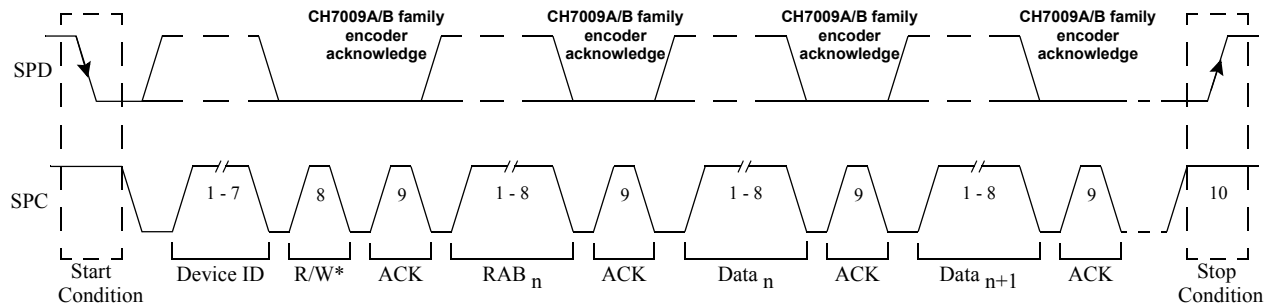 CH7009A/B family
encoder
acknowledge
CH7009A/B family
encoder
acknowledge
CH7009A/B family
encoder
acknowledge
CH7009A/B family
encoder
acknowledge
SPD
SPC
1 - 7
8
9
1 - 8
9
1 - 8
9
1 - 8
9
10
Start
Condition
Device ID
R/W*
ACK
RAB n
ACK
Data n
ACK
Data n+1
ACK
Stop
Condition